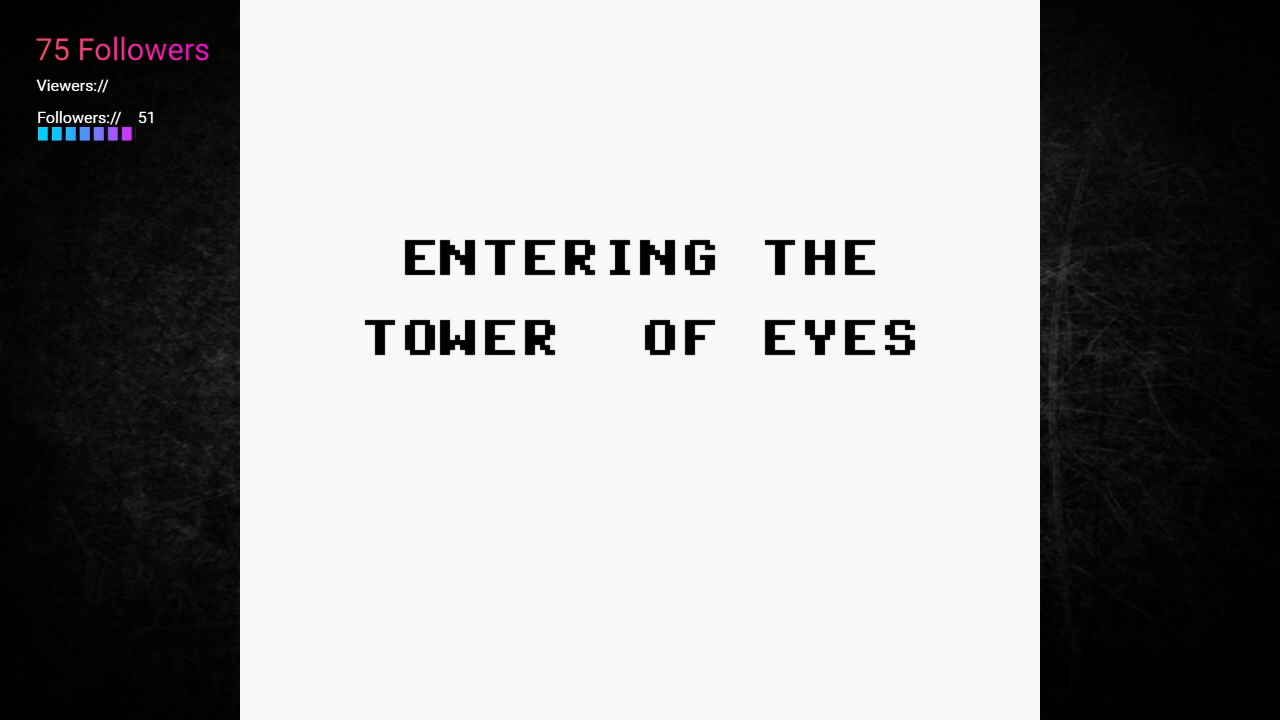 75 Followers
Viewers://
Followers:// 51
ENTERING THE
TOWER  OF EYES